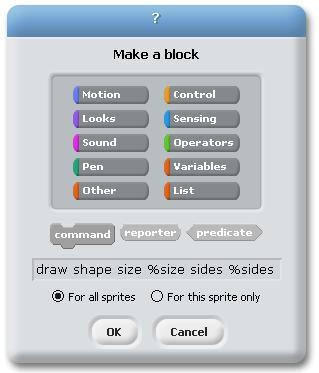 ?
Make a block
Motion Control
Looks Sensing
Sound Operators
Pen Variables
Other List
command reporter predicate
draw shape size %size sides %sides
For all sprites For this sprite only
OK Cancel